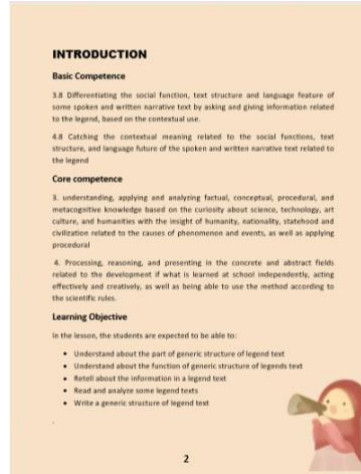 INTRODUCTION
Basic Competence
3.8 Differentiating the social function, text structure and language feature of
some spoken and written narrative text by asking and giving information related
to the legend, based on the contextual use.
4.8 Catching the contextual meaning related to the social functions, text
structure, and language future of the spoken and written narrative text related to
the legend
Core competence
3. understanding, applying and analyzing factual, conceptual, procedural, and
metacognitive knowledge based on the curiosity about science, technology, art
culture, and humanities with the insight of humanity, nationality, statehood and
civilization related to the causes of phenomenon and events, as well as applying
procedural
4. Processing, reasoning, and presenting in the concrete and abstract fields
related to the development if what is learned at school independently, acting
effectively and creatively, as well as being able to use the method according to
the scientific rules.
Learning Objective
In the lesson, the students are expected to be able to:
• Understand about the part of generic structure of legend text
• Understand about the function of generic structure of legends text
• Retell about the information in a legend text
• Read and analyze some legend texts
• Write a generic structure of legend text
.
2